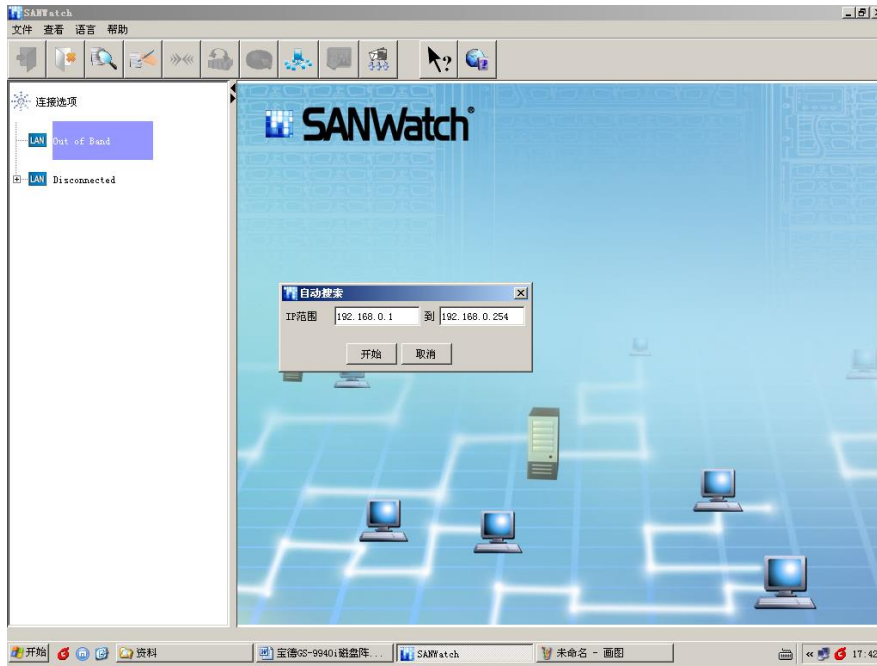 SANWatch
文件 查看 语言 帮助
连接选项
LAN Out of Band
LAN Disconnected
SANWatch®
自动搜索
IP范围 192.168.0.1 到 192.168.0.254
开始 取消
开始 资料 宝德GS-9940i磁盘阵... SANWatch 未命名 - 画图 17:42